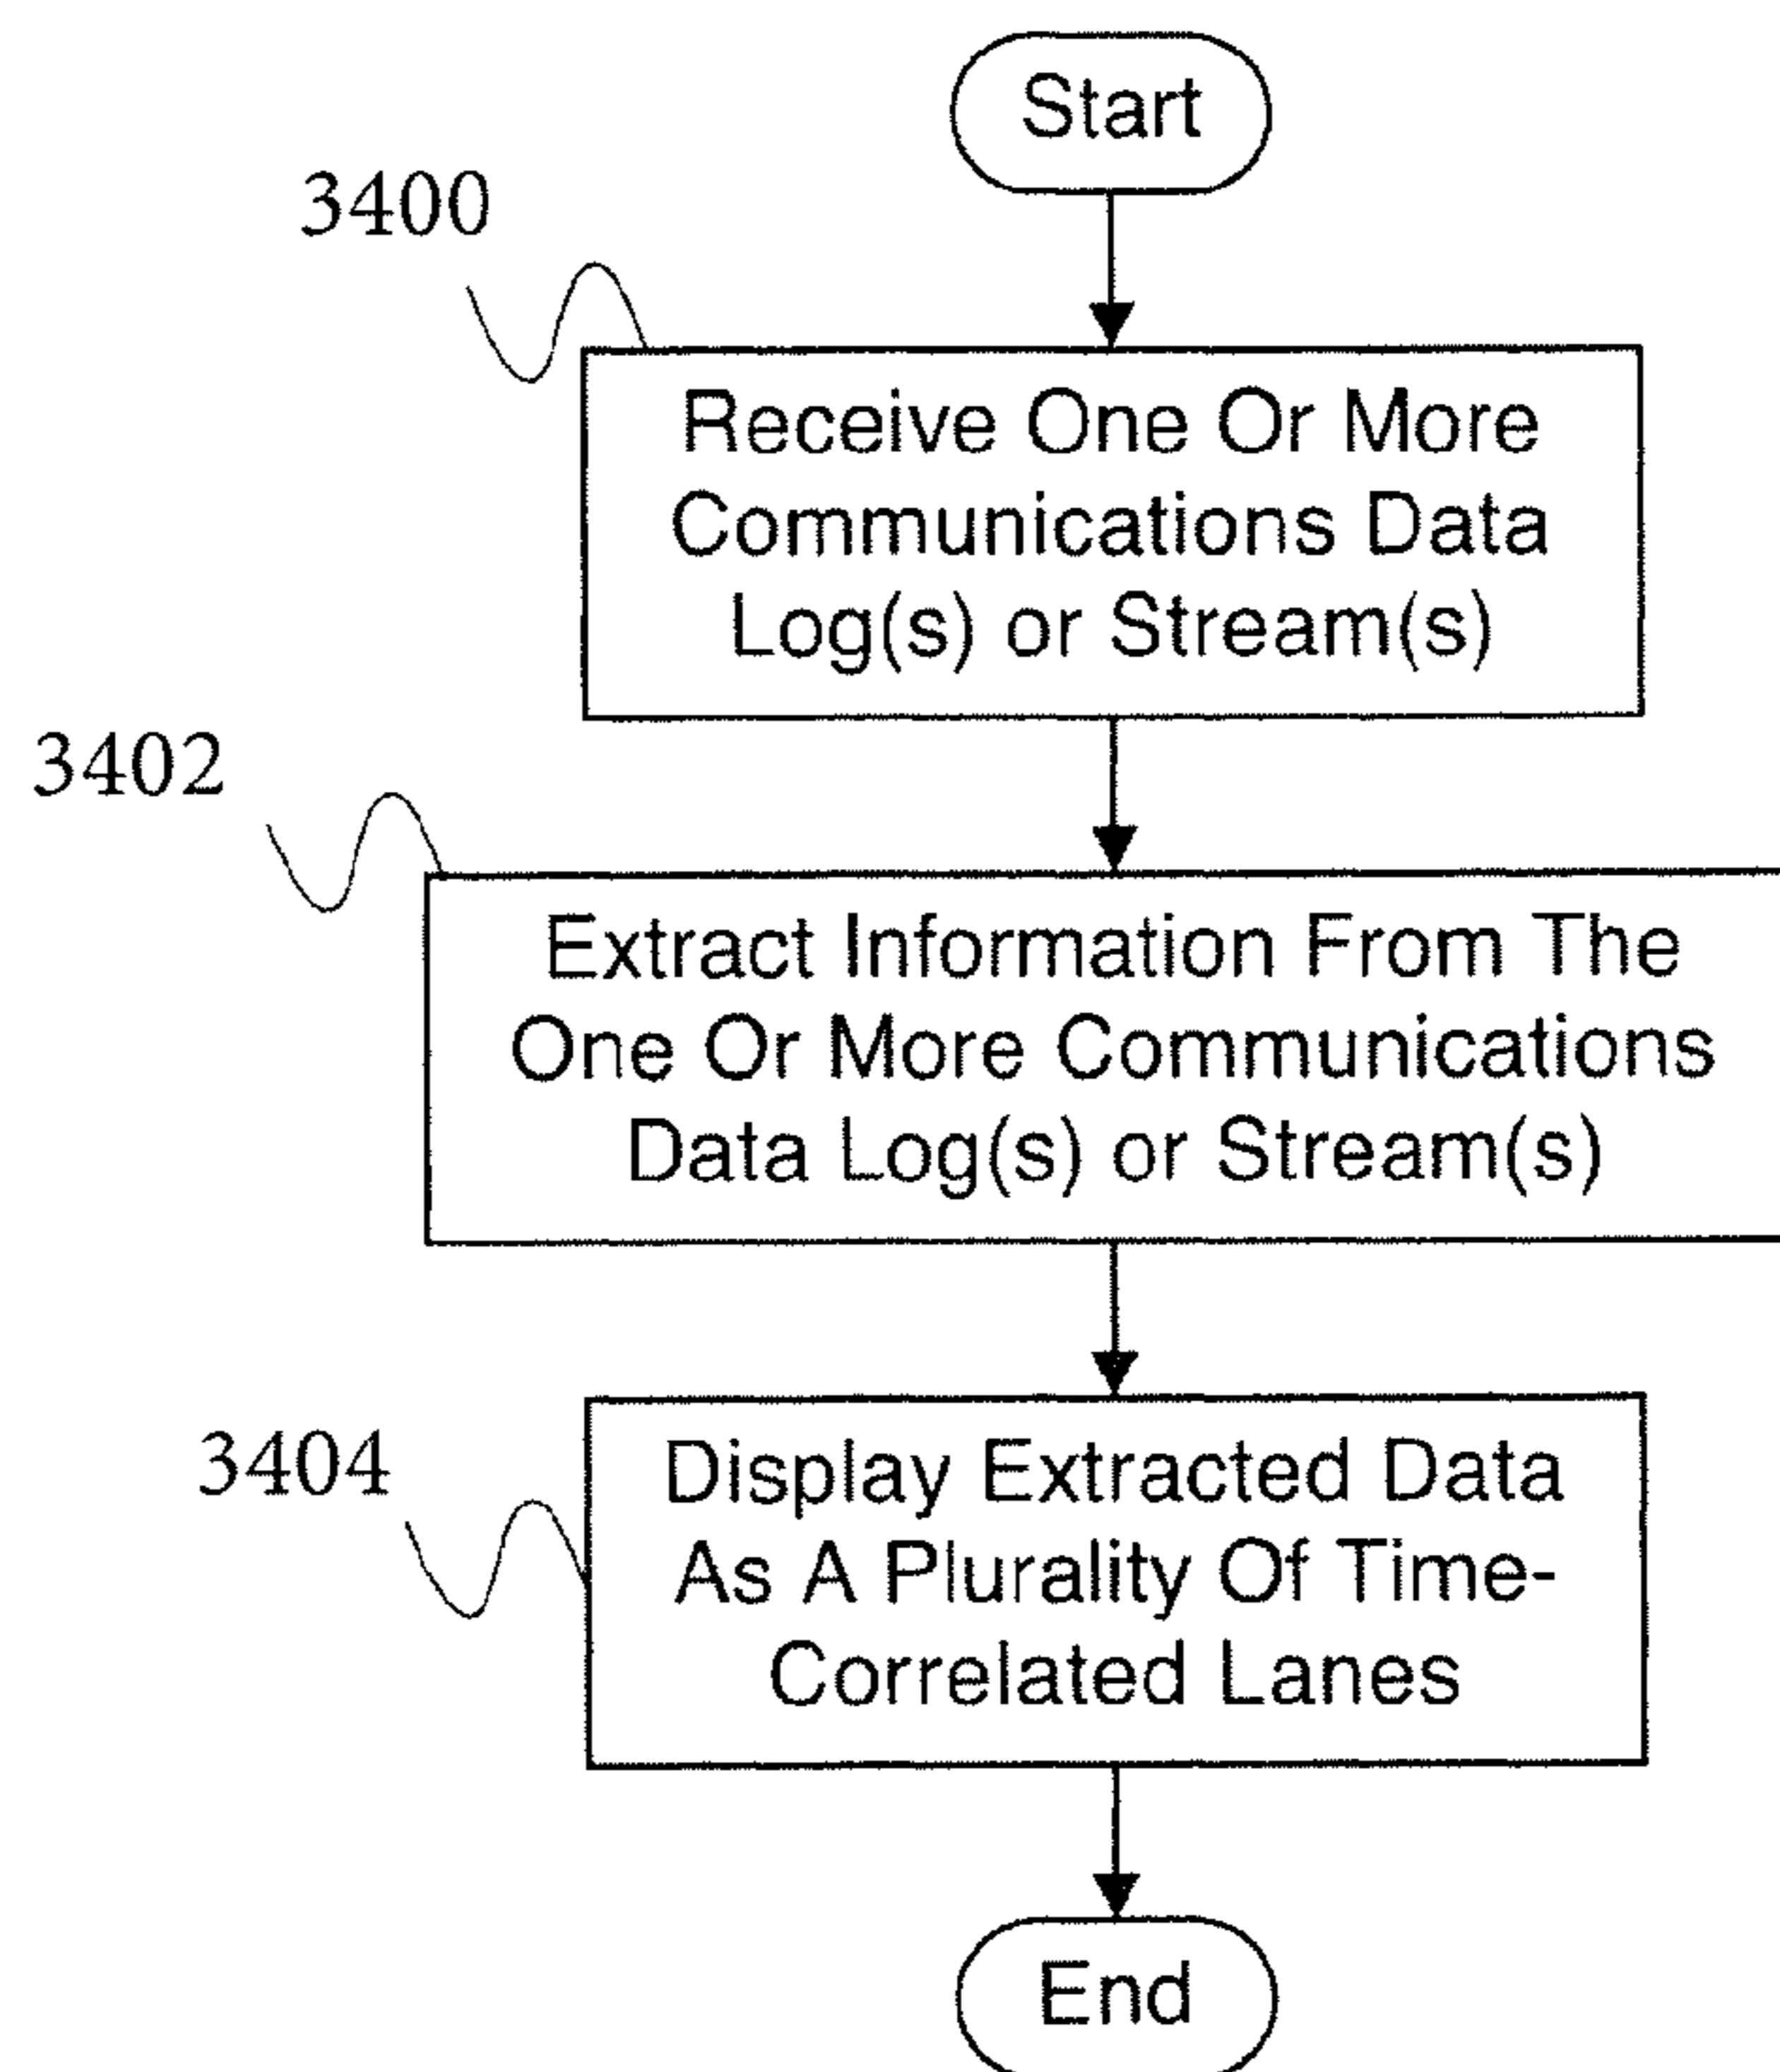 Start
3400
Receive One Or More
Communications Data
Log(s) or Stream(s)
3402
Extract Information From The
One Or More Communications
Data Log(s) or Stream(s)
3404
Display Extracted Data
As A Plurality Of Time-
Correlated Lanes
End